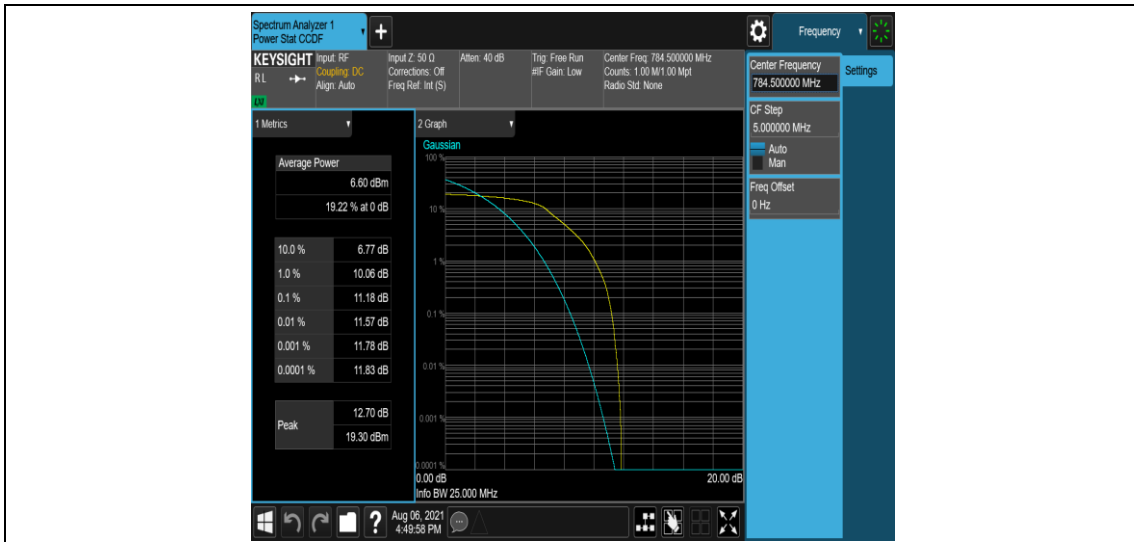 Spectrum Analyzer 1
Power Stat CCDF
+
Frequency
KEYSIGHT
RL
LM
Input: RF
Coupling: DC
Align: Auto
Input Z: 50 Ω
Corrections: Off
Freq Ref: Int (S)
Atten: 40 dB
Trig: Free Run
#IF Gain: Low
Center Freq: 784.500000 MHz
Counts: 1.00 M/1.00 Mpt
Radio Std: None
Center Frequency
784.500000 MHz
Settings
CF Step
5.000000 MHz
Auto
Man
Freq Offset
0 Hz
1 Metrics
Average Power
6.60 dBm
19.22 % at 0 dB
10.0 % 6.77 dB
1.0 % 10.06 dB
0.1 % 11.18 dB
0.01 % 11.57 dB
0.001 % 11.78 dB
0.0001 % 11.83 dB
Peak
12.70 dB
19.30 dBm
2 Graph
Gaussian
100 %
10 %
1 %
0.1 %
0.01 %
0.001 %
0.0001 %
0.00 dB 20.00 dB
Info BW 25.000 MHz
?
Aug 06, 2021
4:49:58 PM